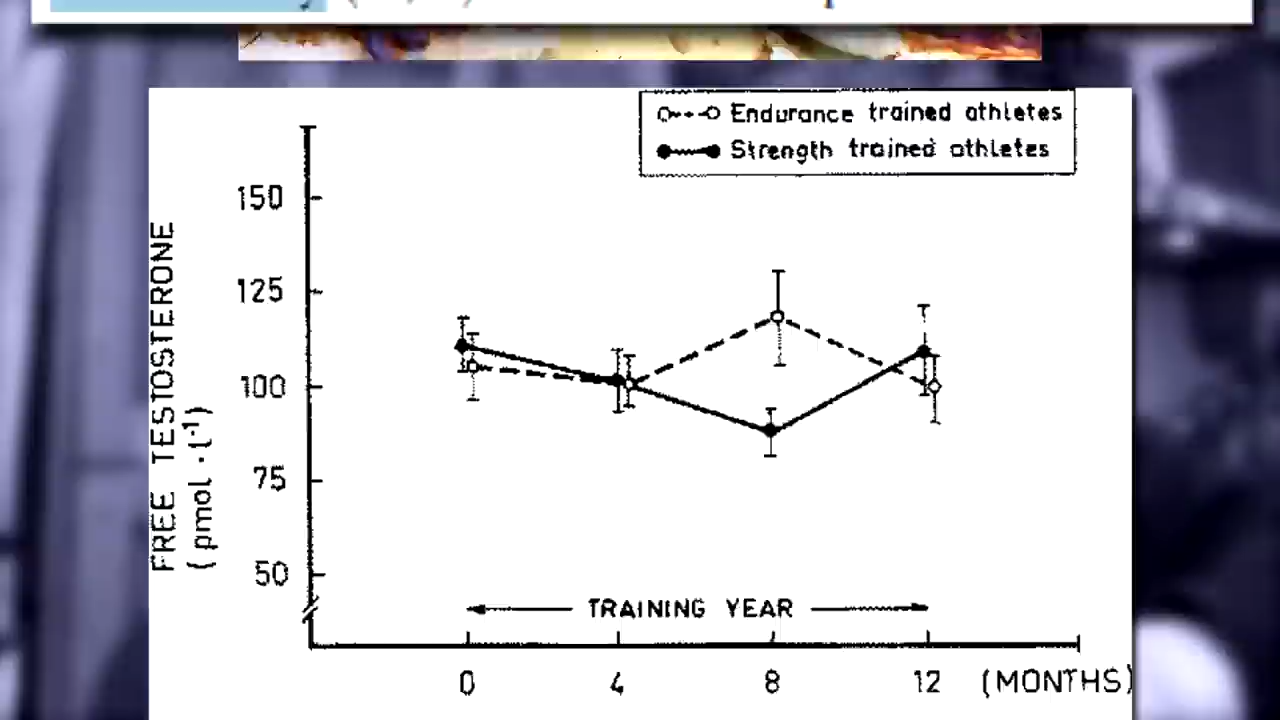 Endurance trained athletes
Strength trained athletes
150
125
100
75
50
FREE TESTOSTERONE
(pmol · l⁻¹)
TRAINING YEAR
0 4 8 12 (MONTHS)